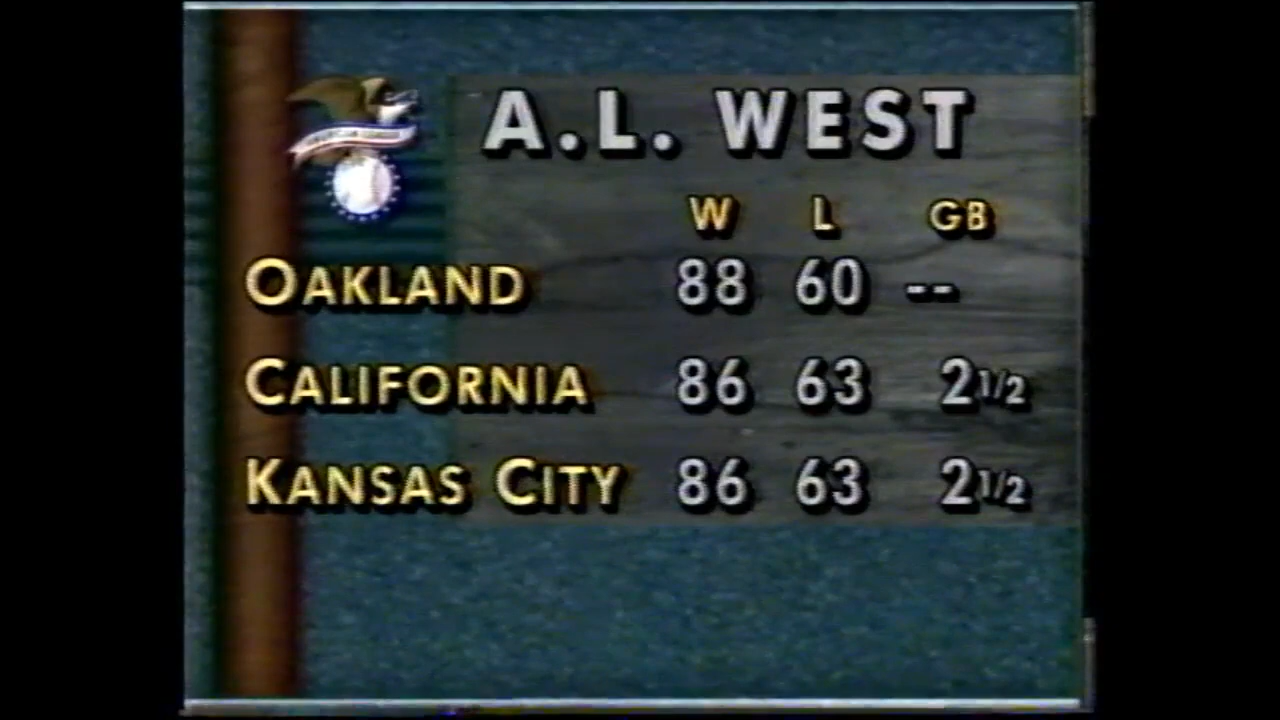 A.L. WEST
W L GB
OAKLAND 88 60 --
CALIFORNIA 86 63 2 1/2
KANSAS CITY 86 63 2 1/2